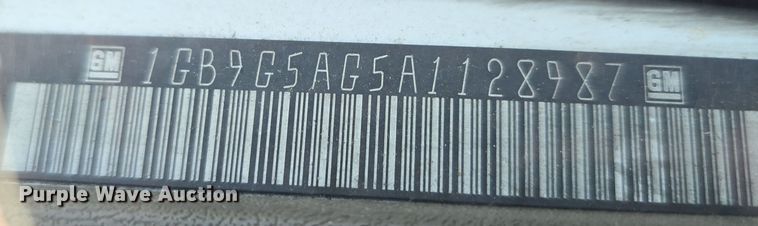 GM 1GB9G5AG5A1128987 GM
Purple Wave Auction